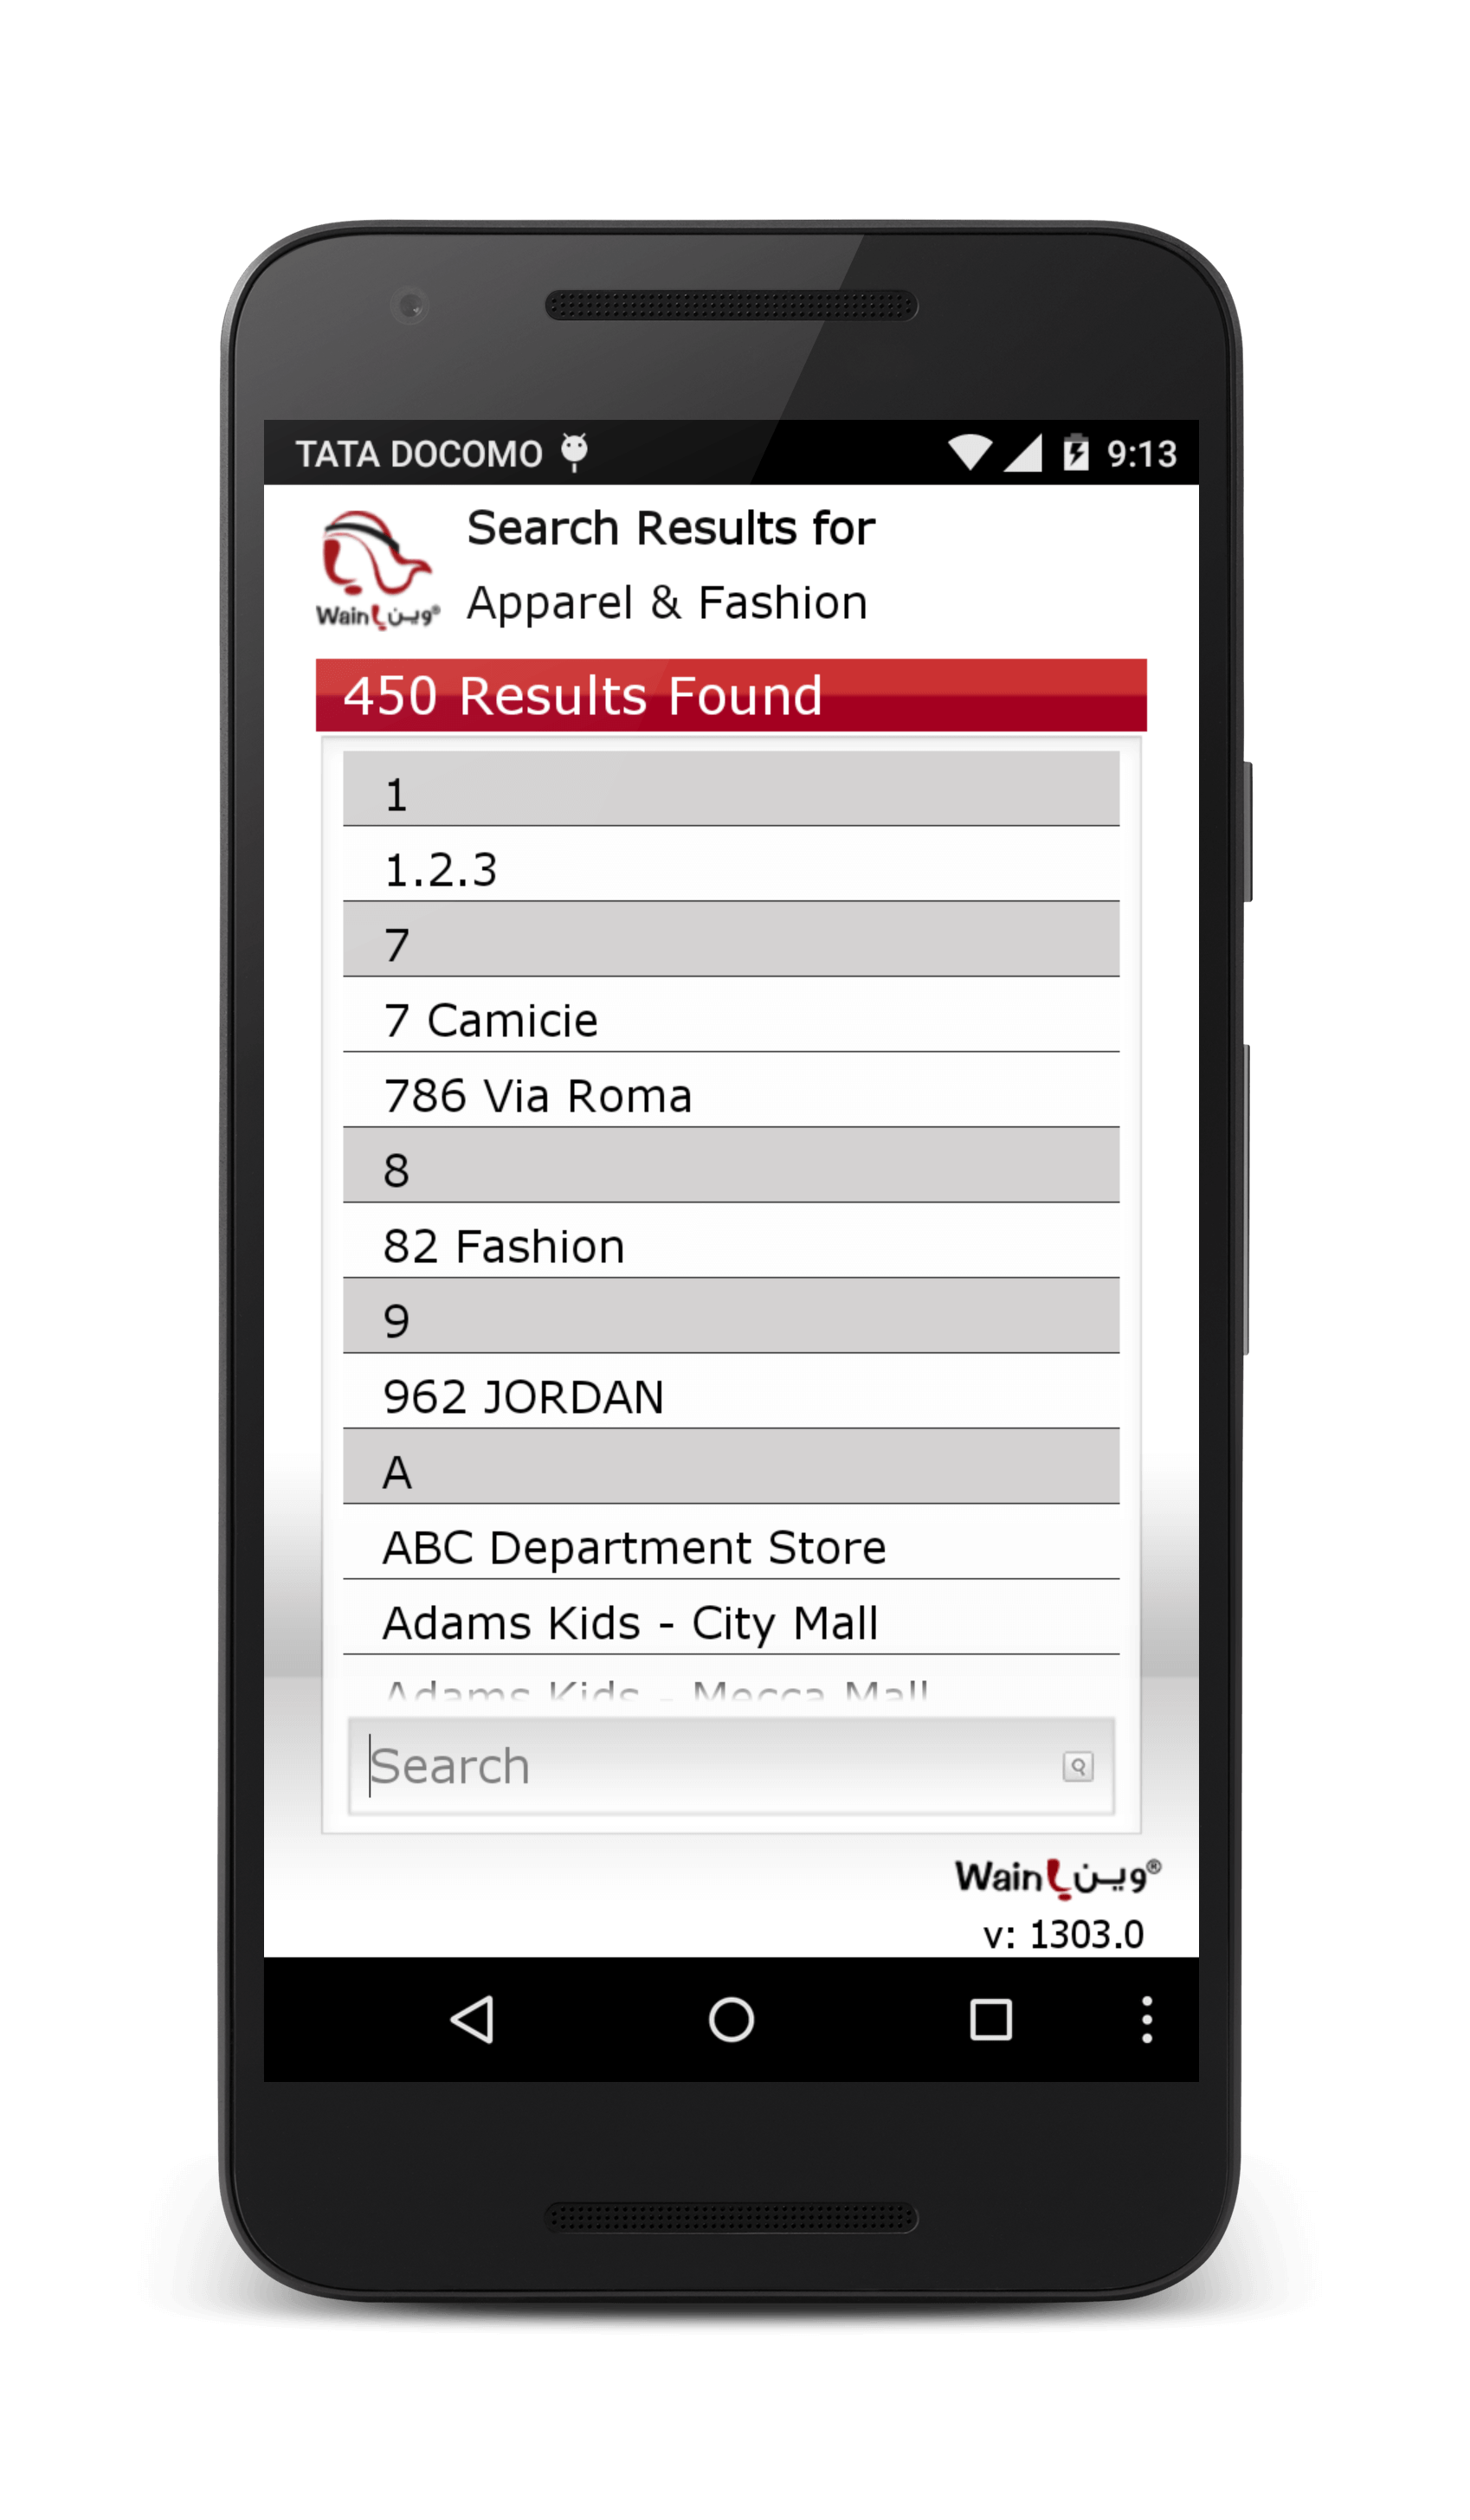 TATA DOCOMO 9:13
Search Results for
Wain وين®
Apparel & Fashion
450 Results Found
1
1.2.3
7
7 Camicie
786 Via Roma
8
82 Fashion
9
962 JORDAN
A
ABC Department Store
Adams Kids - City Mall
Adams Kids - Mecca Mall
Search
Wain وين®
v: 1303.0